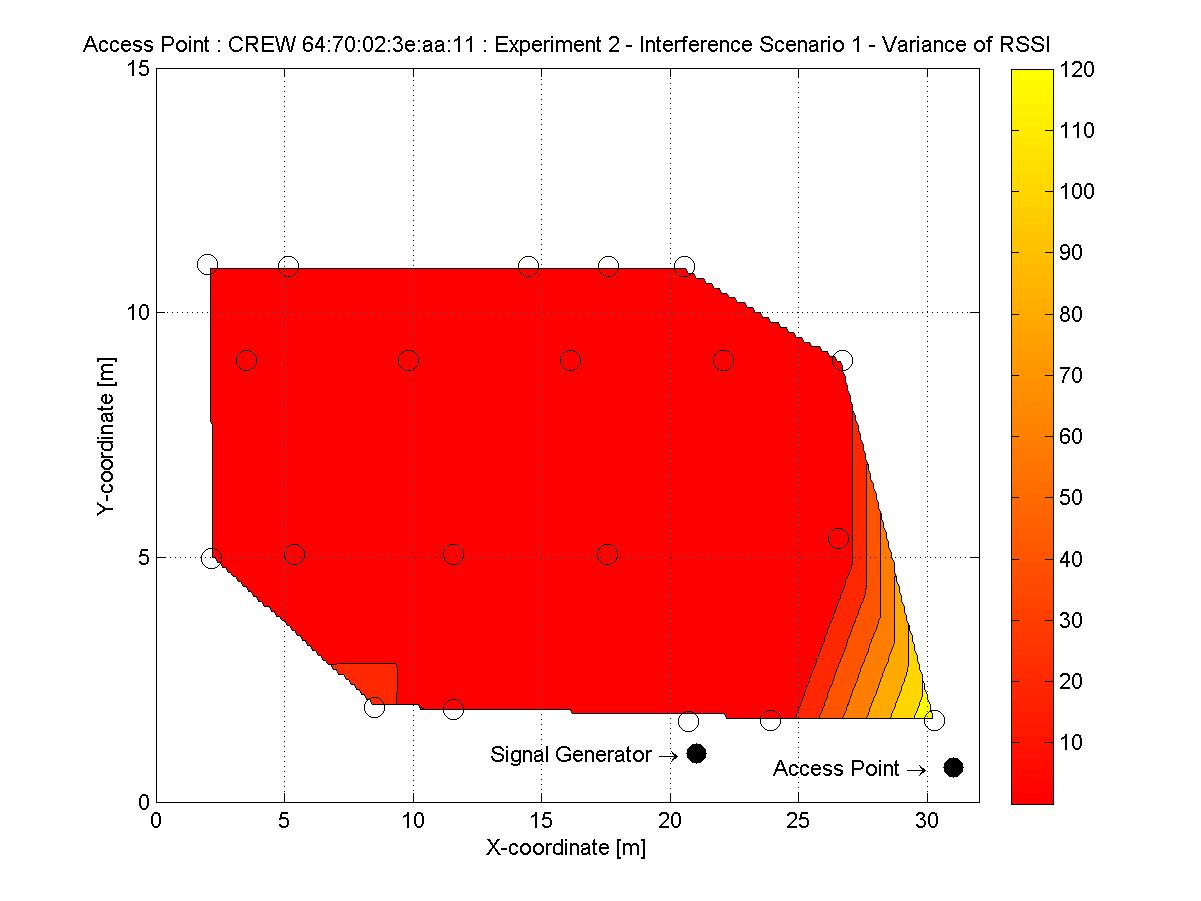 Access Point : CREW 64:70:02:3e:aa:11 : Experiment 2 - Interference Scenario 1 - Variance of RSSI
15
10
5
0
Y-coordinate [m]
0 5 10 15 20 25 30
X-coordinate [m]
Signal Generator →
Access Point →
120
110
100
90
80
70
60
50
40
30
20
10